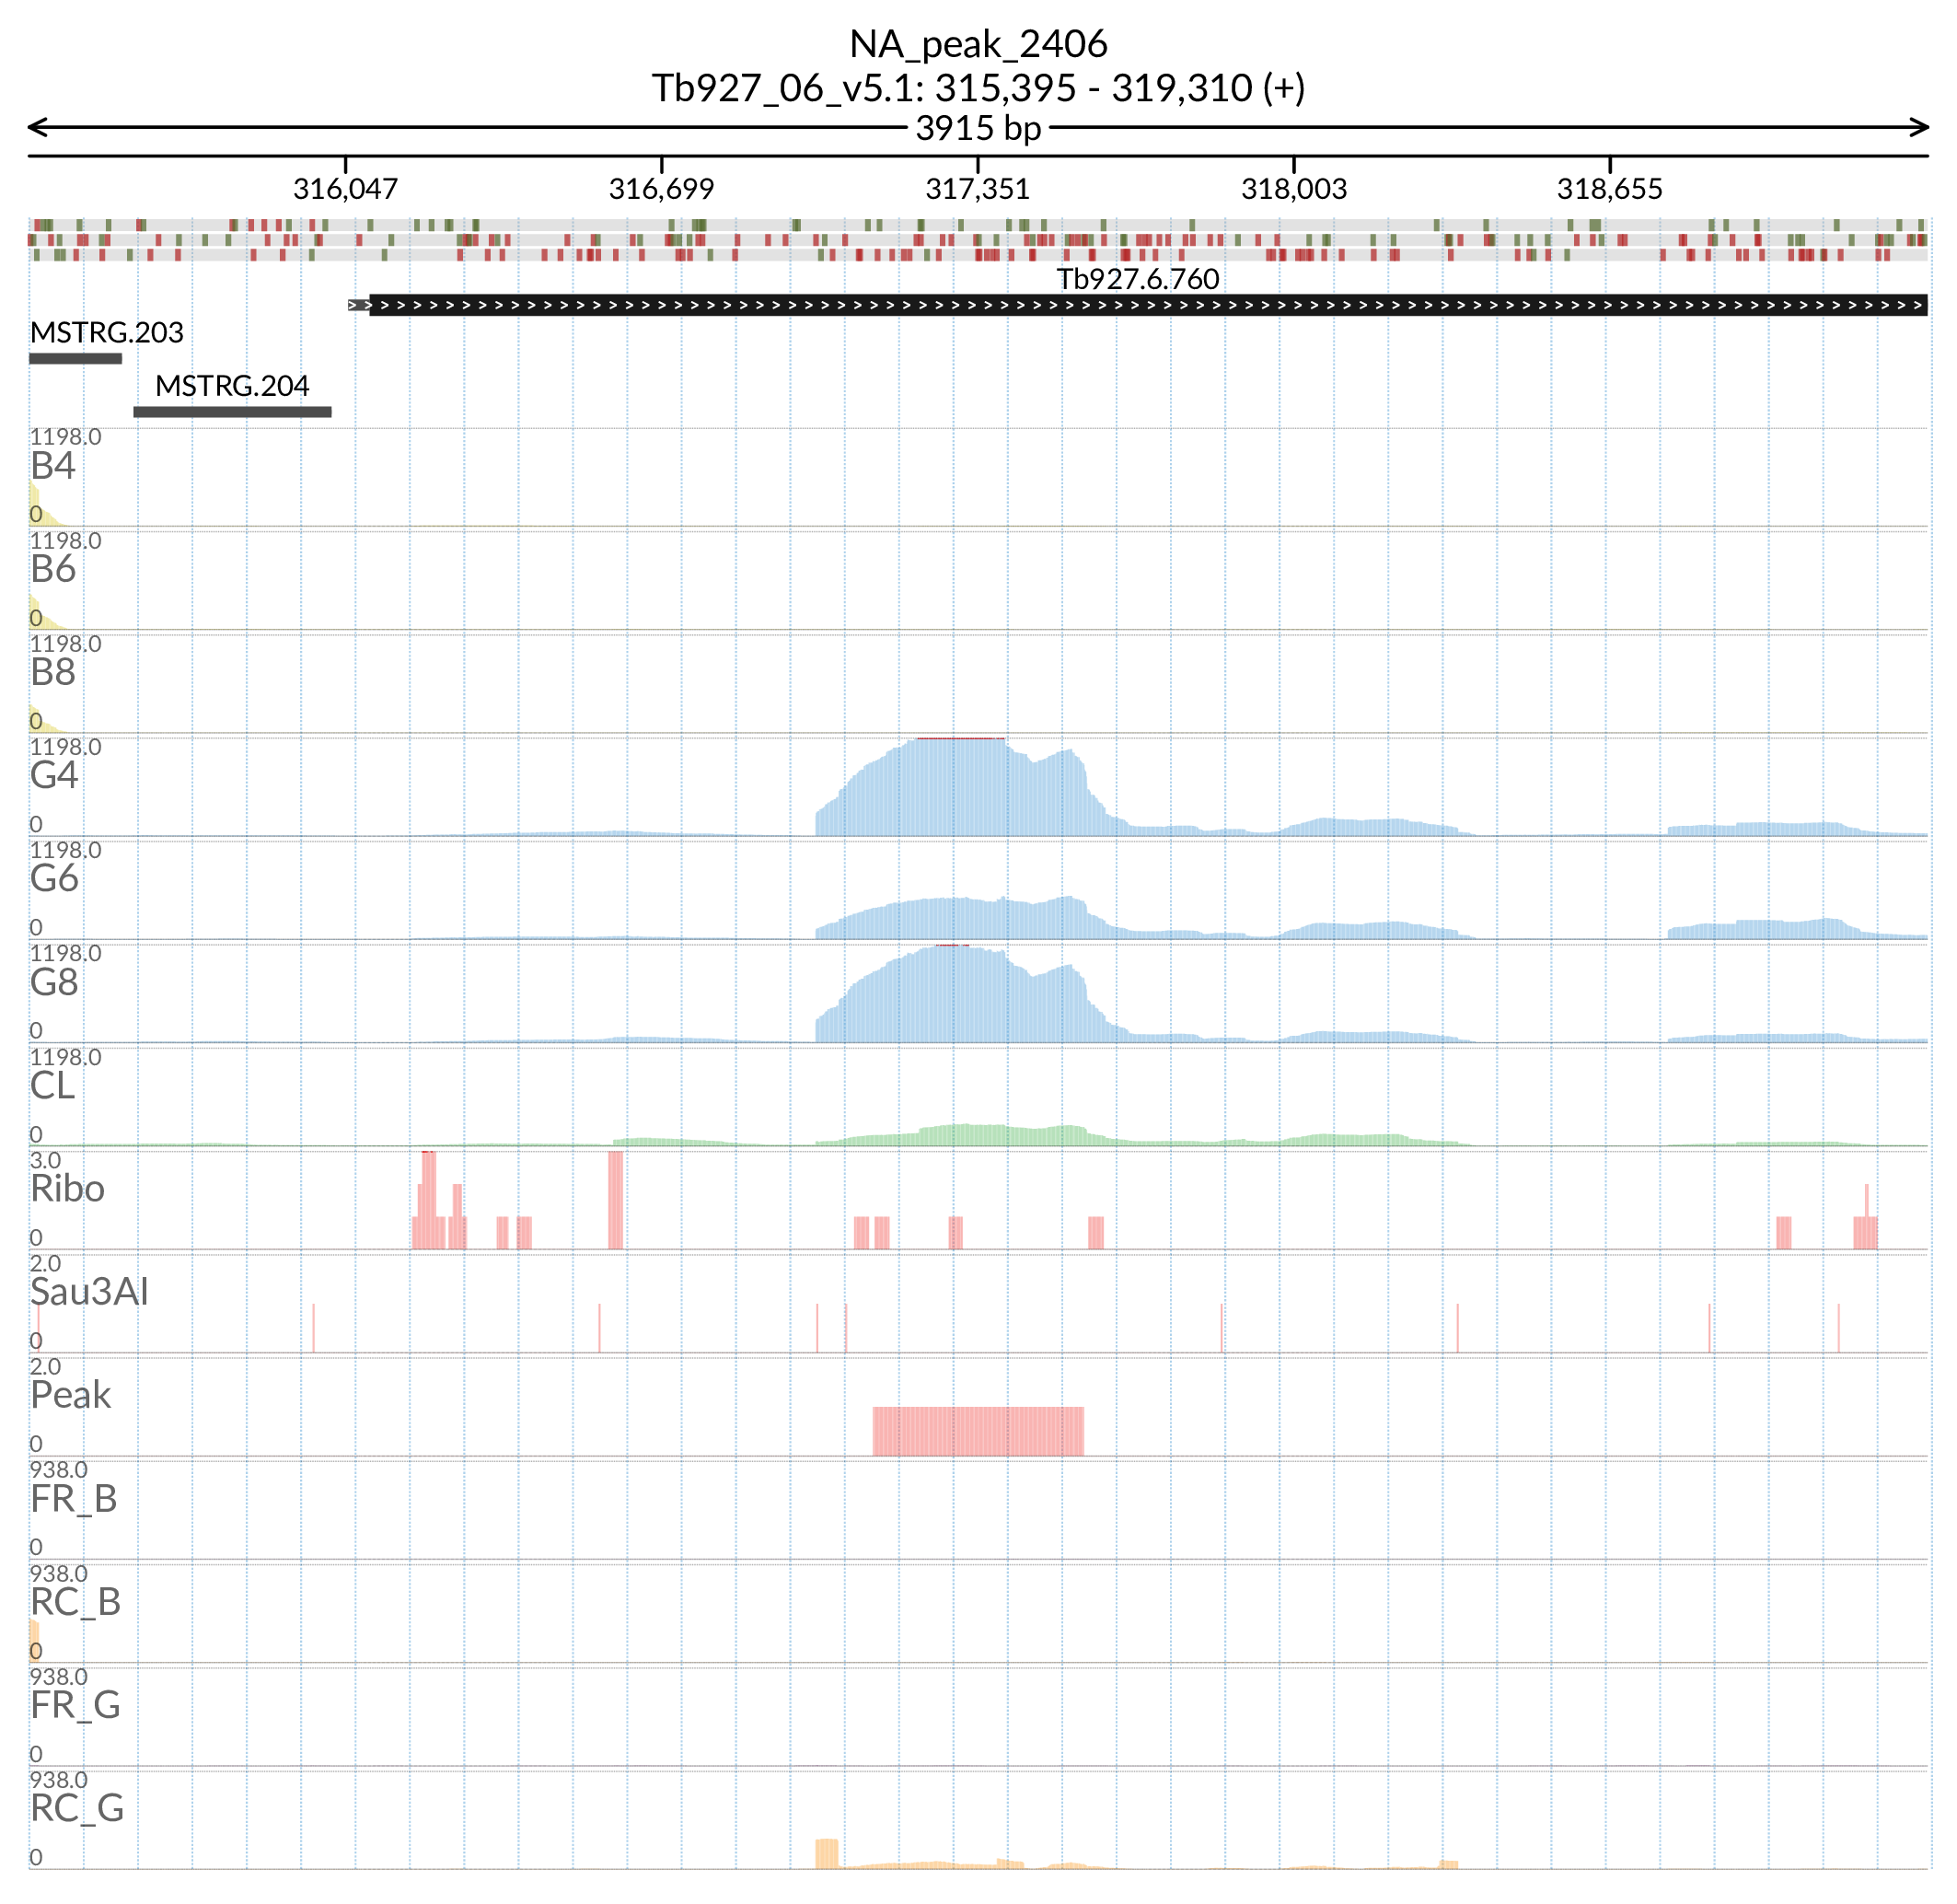 NA_peak_2406
Tb927_06_v5.1: 315,395 - 319,310 (+)
3915 bp
316,047 316,699 317,351 318,003 318,655
Tb927.6.760
MSTRG.203
MSTRG.204
1198.0
B4
0
1198.0
B6
0
1198.0
B8
0
1198.0
G4
0
1198.0
G6
0
1198.0
G8
0
1198.0
CL
0
3.0
Ribo
0
2.0
Sau3AI
0
2.0
Peak
0
938.0
FR_B
0
938.0
RC_B
0
938.0
FR_G
0
938.0
RC_G
0